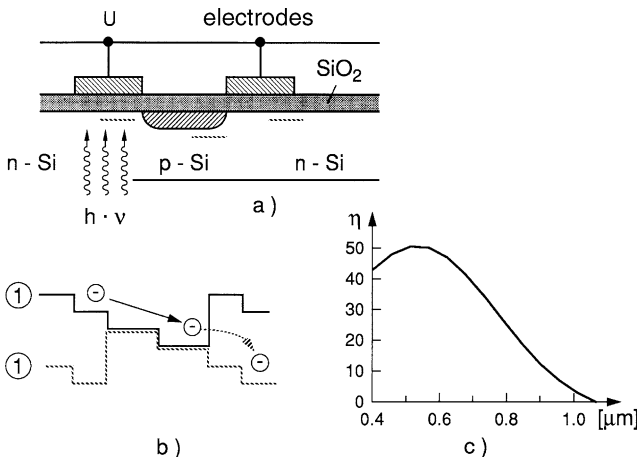 U electrodes
SiO₂
n - Si p - Si n - Si
h · ν
a )
①
⊖
⊖
①
⊖
b )
η
50
40
30
20
10
0
0.4 0.6 0.8 1.0 [μm]
c )